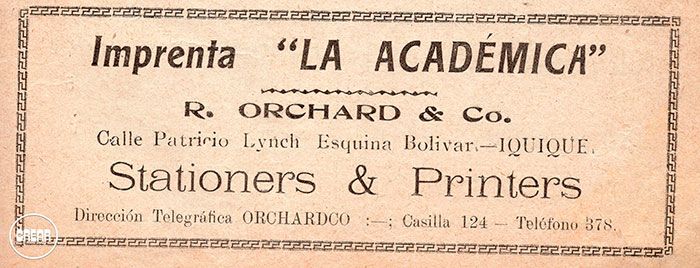 Imprenta "LA ACADÉMICA"
R. ORCHARD & Co.
Calle Patricio Lynch Esquina Bolivar.—IQUIQUE.
Stationers & Printers
Dirección Telegráfica ORCHARDCO :—: Casilla 124 — Teléfono 378.
CREAR